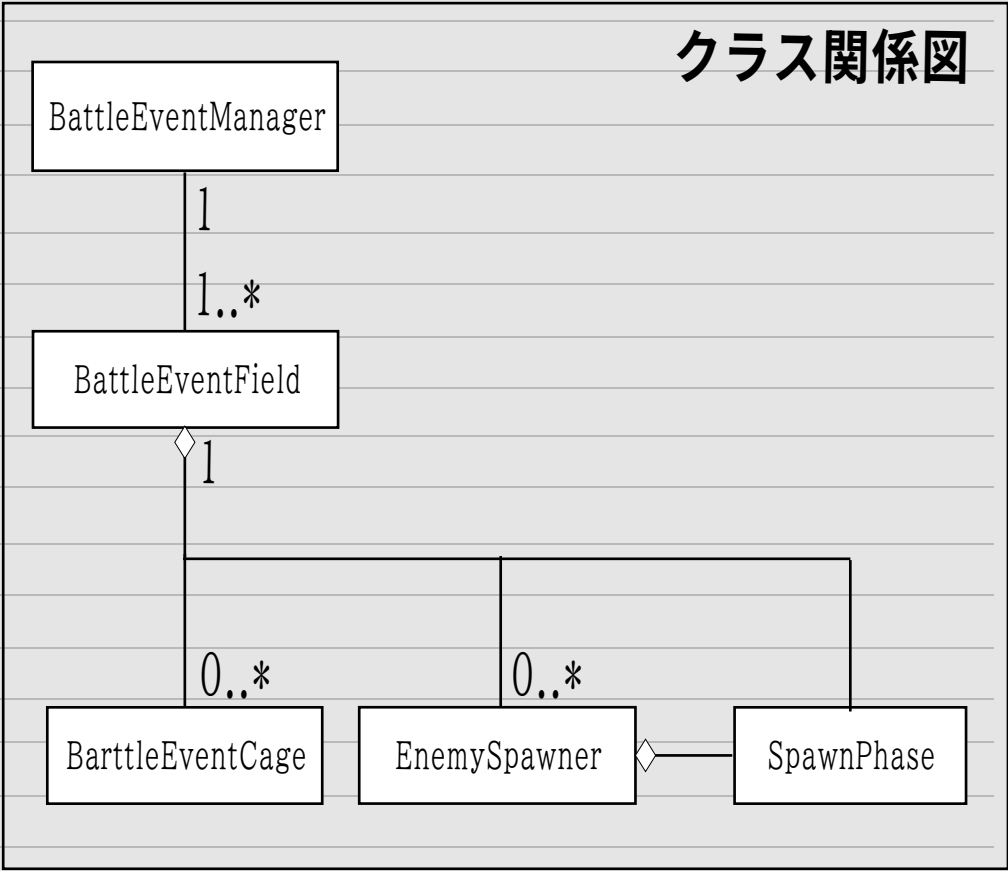 クラス関係図
BattleEventManager
1
1..*
BattleEventField
1
0..*
0..*
BarttleEventCage
EnemySpawner
SpawnPhase